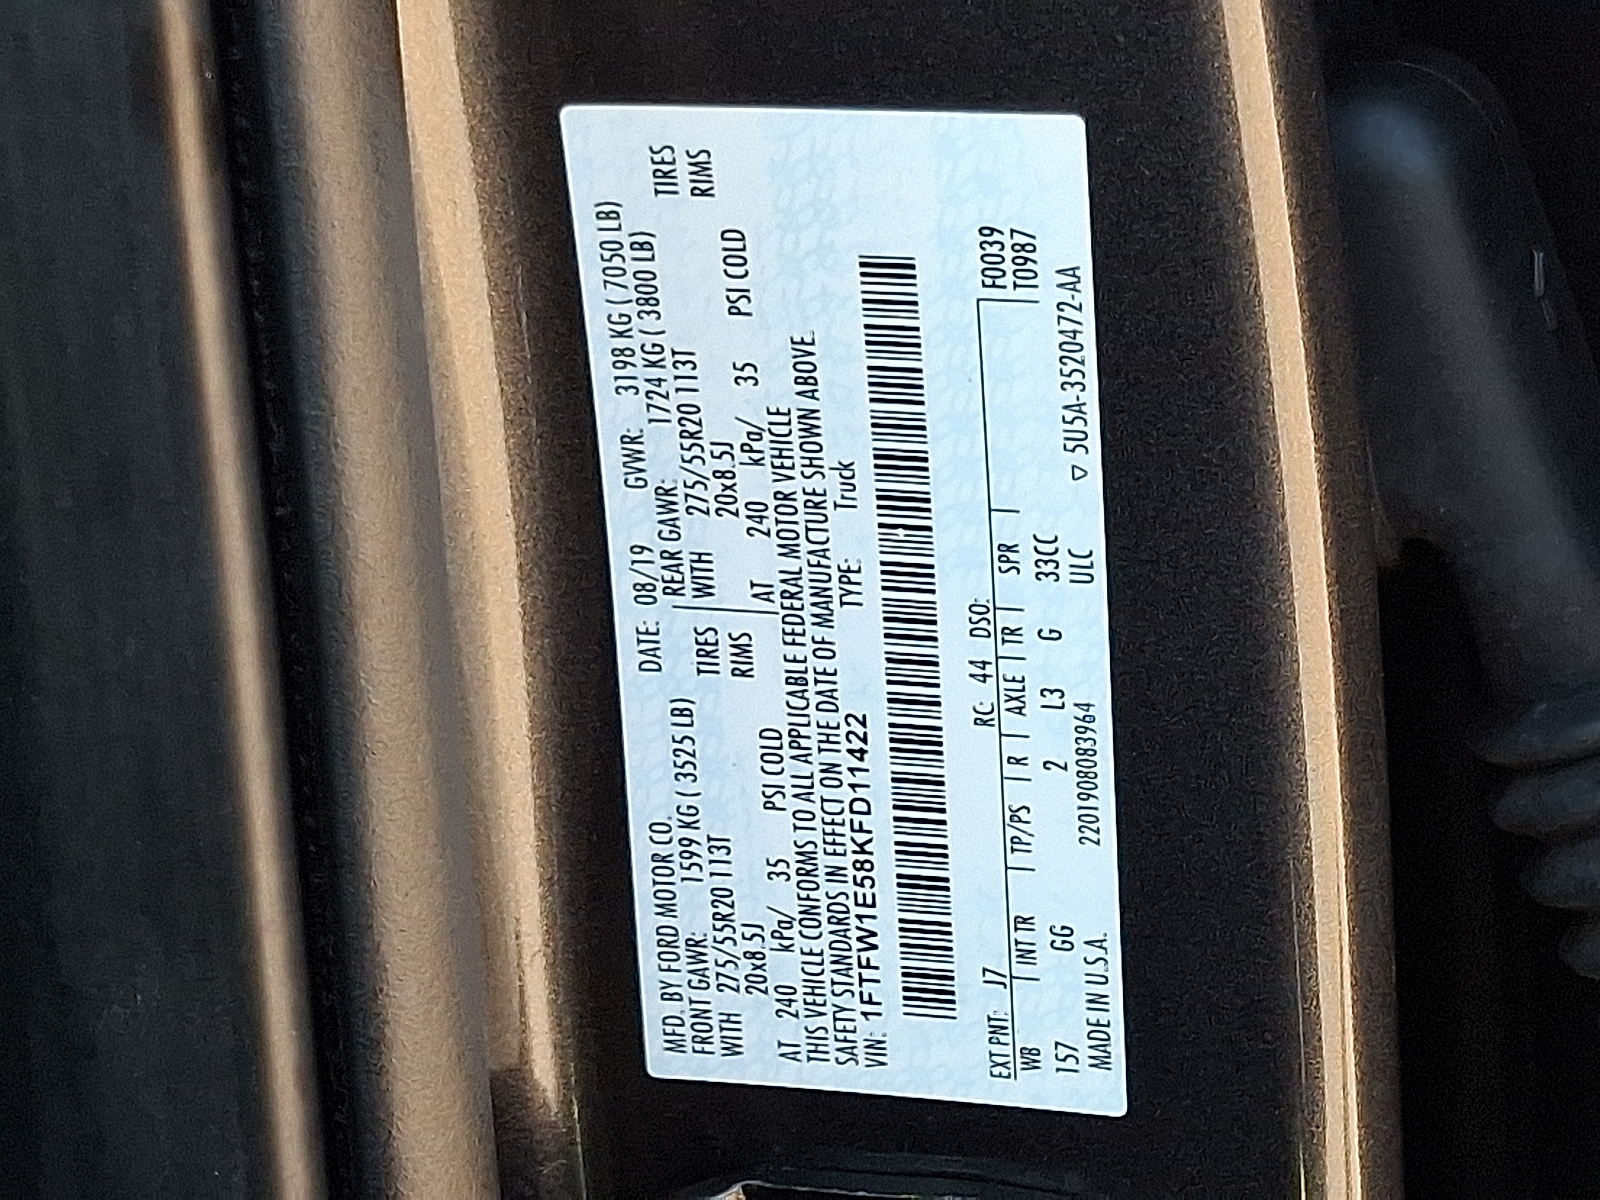 MFD. BY FORD MOTOR CO. DATE: 08/19 GVWR: 3198 KG ( 7050 LB)
FRONT GAWR: 1599 KG ( 3525 LB) REAR GAWR: 1724 KG ( 3800 LB)
WITH 275/55R20 113T TIRES WITH 275/55R20 113T TIRES
20x8.5J RIMS 20x8.5J RIMS
AT 240 kPa/ 35 PSI COLD AT 240 kPa/ 35 PSI COLD
THIS VEHICLE CONFORMS TO ALL APPLICABLE FEDERAL MOTOR VEHICLE
SAFETY STANDARDS IN EFFECT ON THE DATE OF MANUFACTURE SHOWN ABOVE.
VIN: 1FTFW1E58KFD11422 TYPE: Truck
EXT PNT: J7 RC: 44 DSO: F0039
WB INT TR TP/PS R AXLE TR SPR T0987
157 GG 2 L3 G 33CC
MADE IN U.S.A. 2201908083964 ULC ▽ 5U5A-3520472-AA